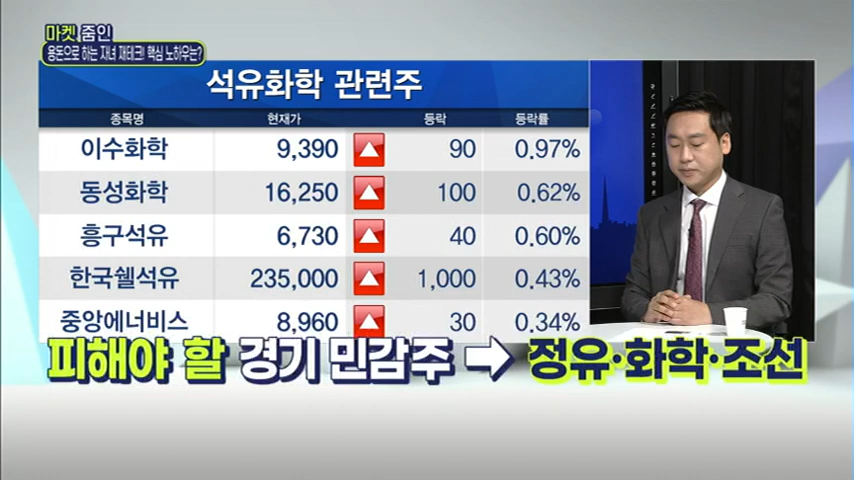 마켓 줌인
용돈으로 하는 자녀 재테크! 핵심 노하우는?
석유화학 관련주
종목명 현재가 등락 등락률
이수화학 9,390 ▲ 90 0.97%
동성화학 16,250 ▲ 100 0.62%
흥구석유 6,730 ▲ 40 0.60%
한국쉘석유 235,000 ▲ 1,000 0.43%
중앙에너비스 8,960 ▲ 30 0.34%
피해야 할 경기 민감주 → 정유·화학·조선